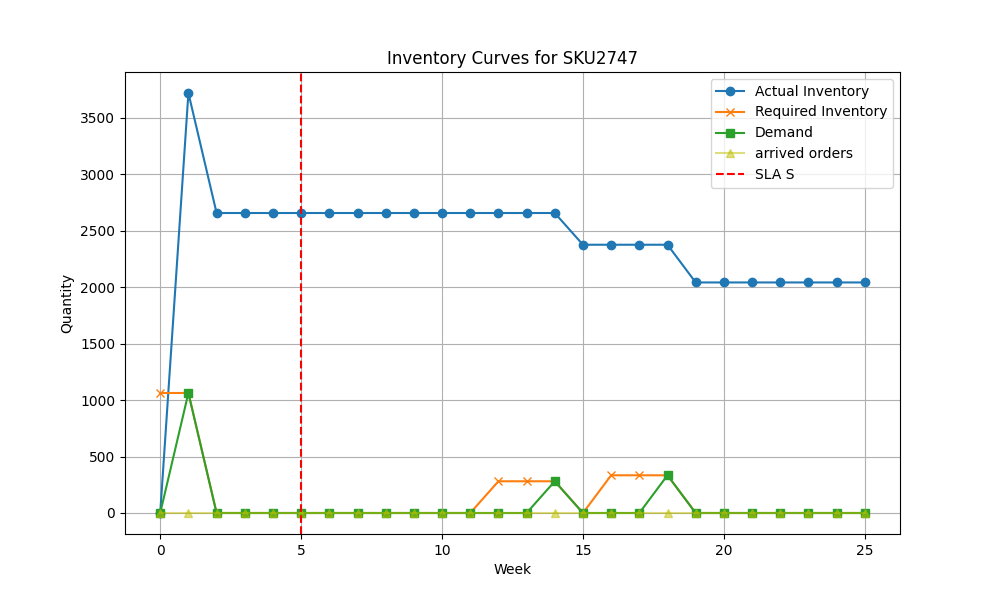 Inventory Curves for SKU2747
Actual Inventory
Required Inventory
Demand
arrived orders
SLA S
Quantity
3500
3000
2500
2000
1500
1000
500
0
0 5 10 15 20 25
Week